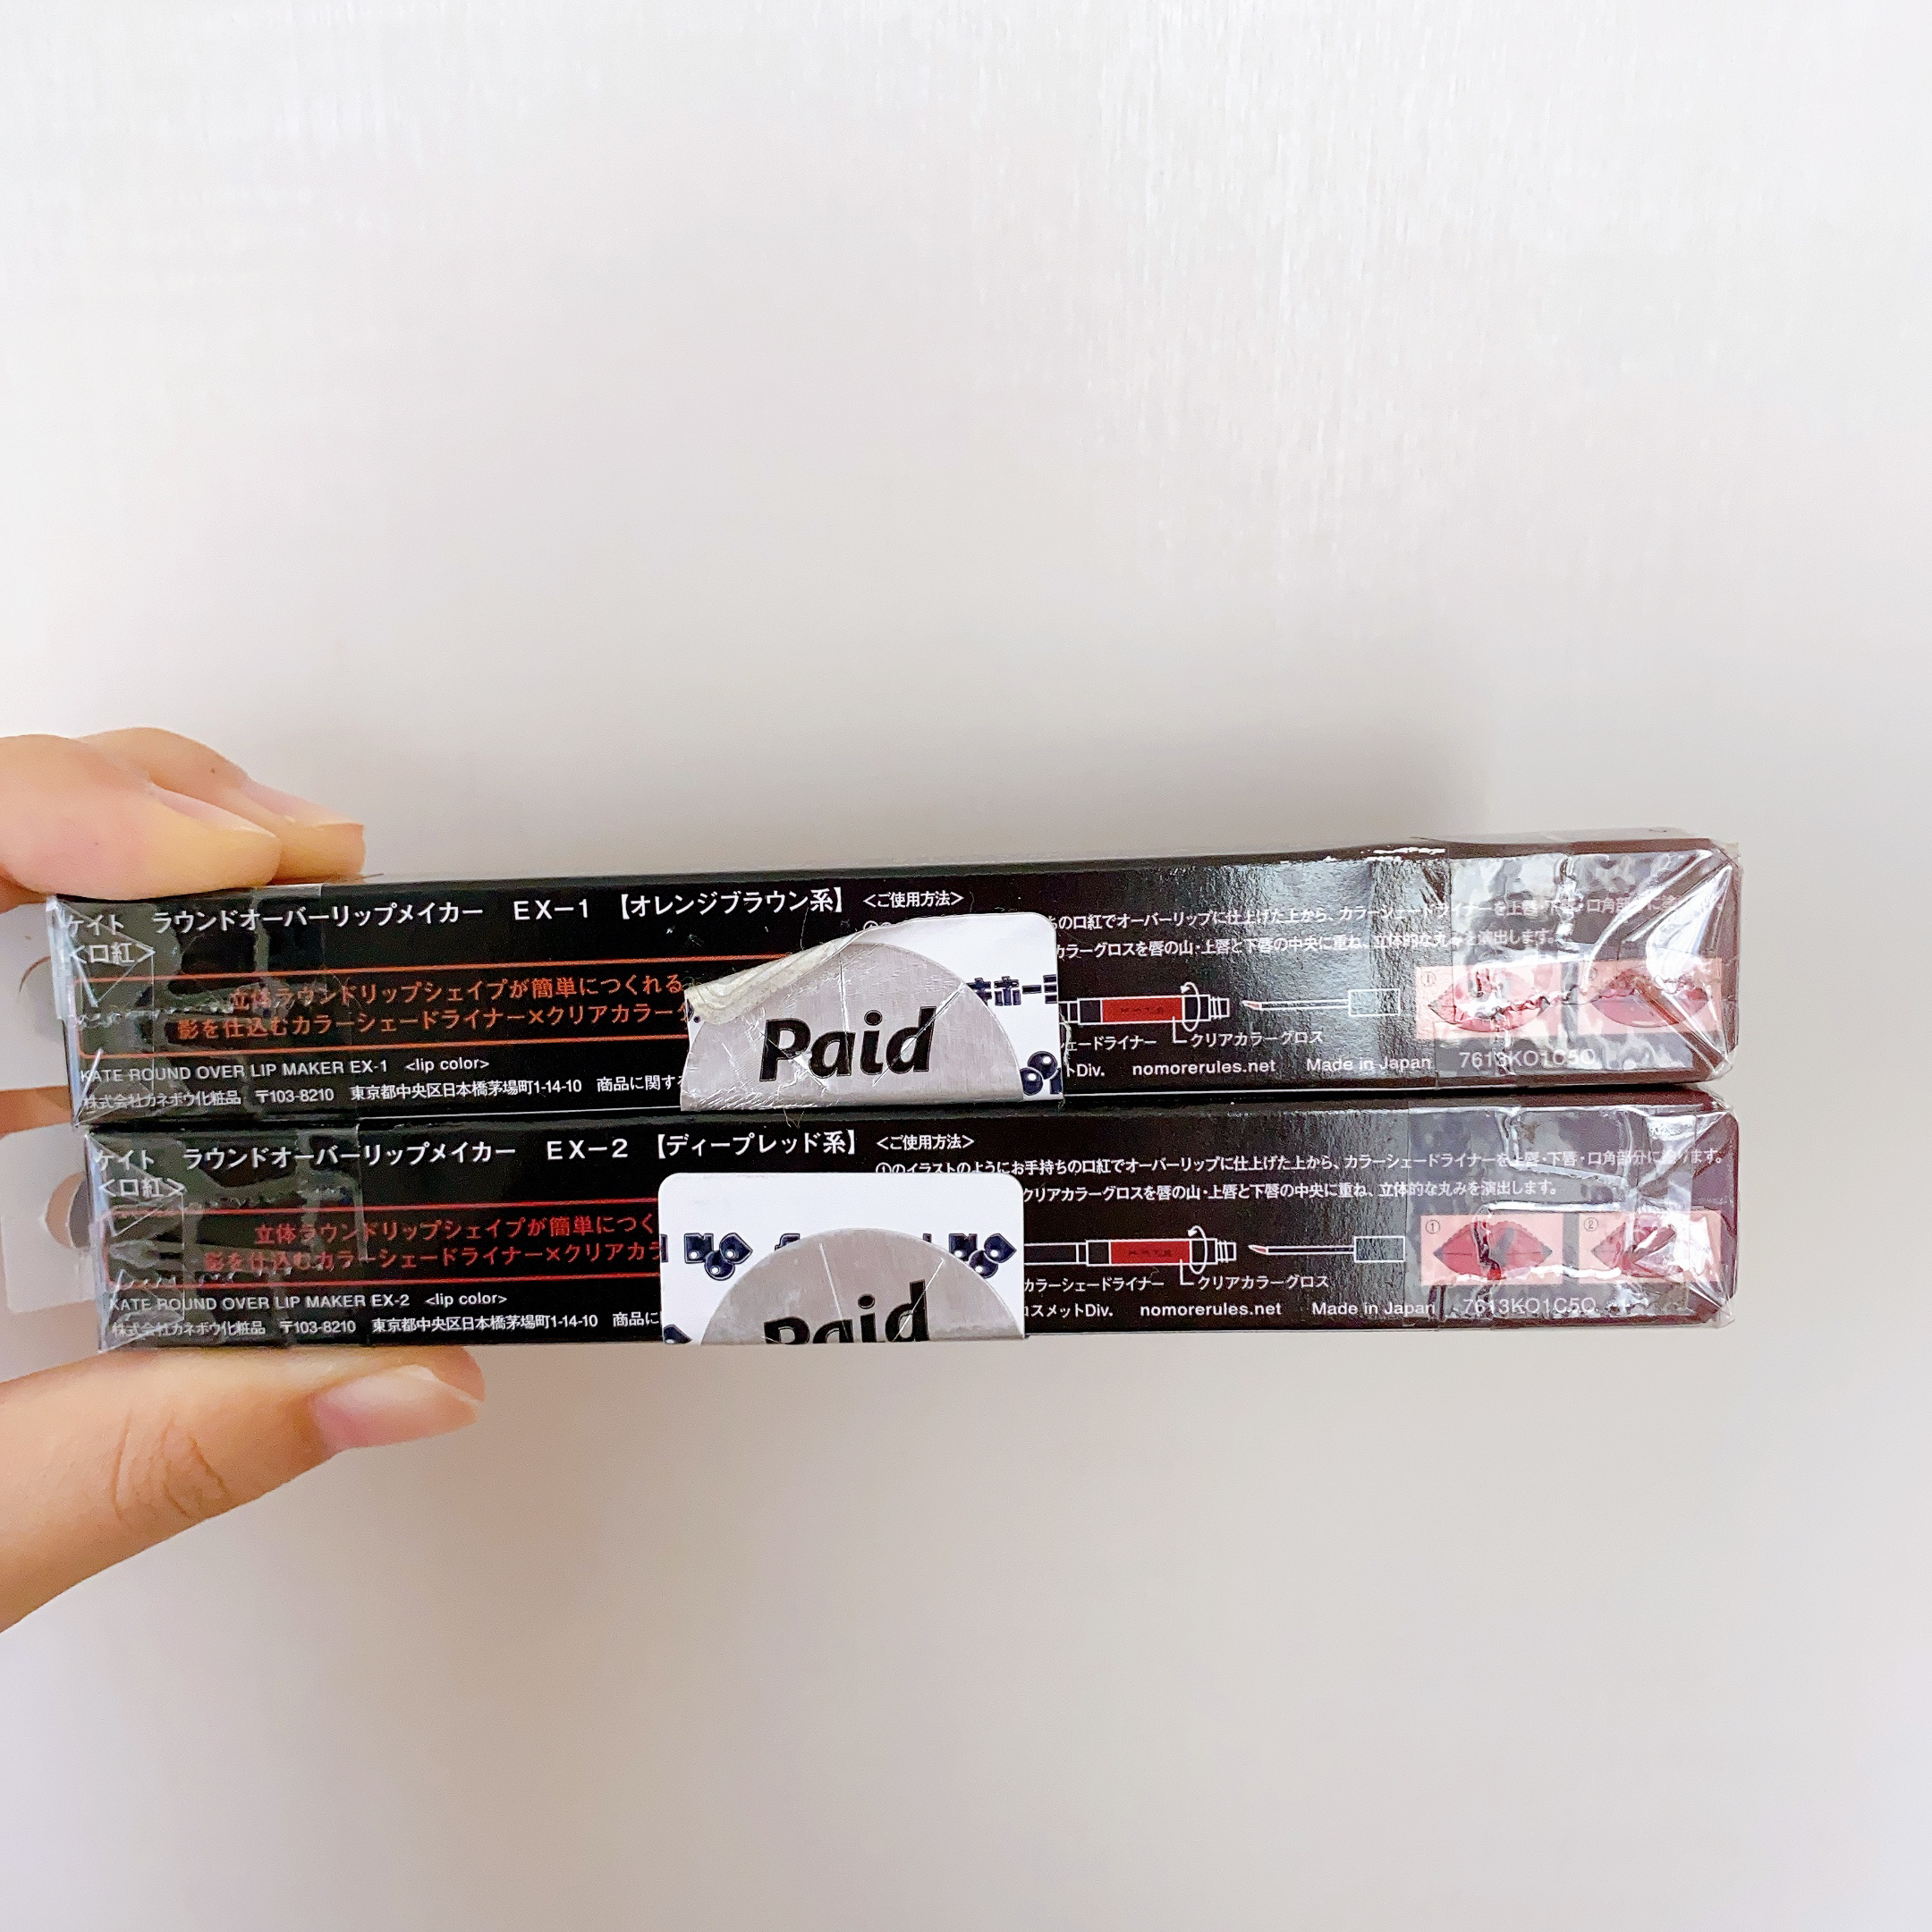 ケイト ラウンドオーバーリップメイカー EX－1 【オレンジブラウン系】
<口紅>
立体ラウンドリップシェイプが簡単につくれる
影を仕込むカラーシェードライナー×クリアカラー
KATE ROUND OVER LIP MAKER EX-1 <lip color>
株式会社カネボウ化粧品 〒103-8210 東京都中央区日本橋茅場町1-14-10 商品に関す
Paid
キホー
<ご使用方法>
ちの口紅でオーバーリップに仕上げた上から、カラーシェードライナーを上唇・下唇・口角部分に塗
カラーグロスを唇の山・上唇と下唇の中央に重ね、立体的な丸みを演出します。
①
ェードライナー クリアカラーグロス
トDiv. nomorerules.net Made in Japan 7613KO1C5O
ケイト ラウンドオーバーリップメイカー EX－2 【ディープレッド系】
<口紅>
立体ラウンドリップシェイプが簡単につく
影を仕込むカラーシェードライナー×クリアカラ
KATE ROUND OVER LIP MAKER EX-2 <lip color>
株式会社カネボウ化粧品 〒103-8210 東京都中央区日本橋茅場町1-14-10 商品に
Paid
<ご使用方法>
①のイラストのようにお手持ちの口紅でオーバーリップに仕上げた上から、カラーシェードライナーを上唇・下唇・口角部分に塗ります。
クリアカラーグロスを唇の山・上唇と下唇の中央に重ね、立体的な丸みを演出します。
① ②
カラーシェードライナー クリアカラーグロス
コスメットDiv. nomorerules.net Made in Japan 7613KO1C5O